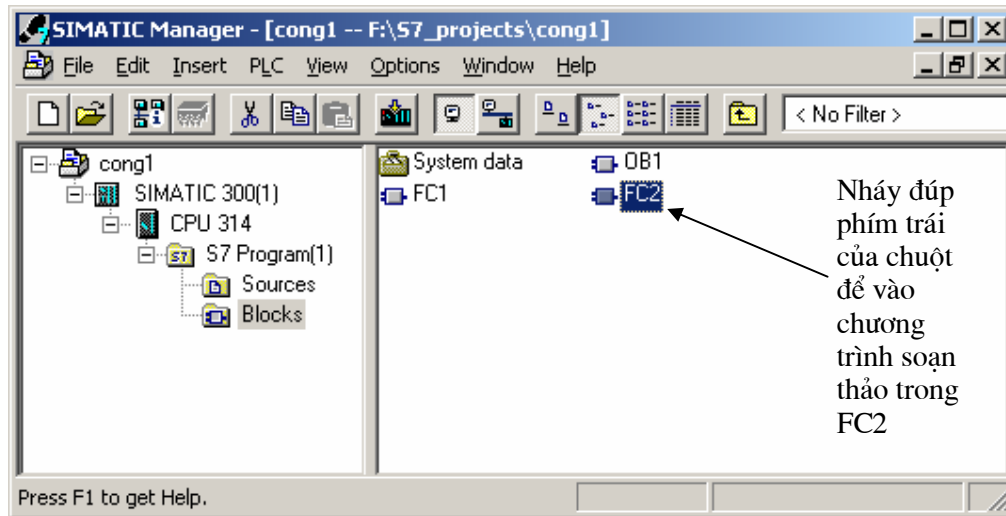 SIMATIC Manager - [cong1 -- F:\S7_projects\cong1]
File Edit Insert PLC View Options Window Help
< No Filter >
cong1
SIMATIC 300(1)
CPU 314
S7 Program(1)
Sources
Blocks
System data
OB1
FC1
FC2
Nháy đúp
phím trái
của chuột
để vào
chương
trình soạn
thảo trong
FC2
Press F1 to get Help.